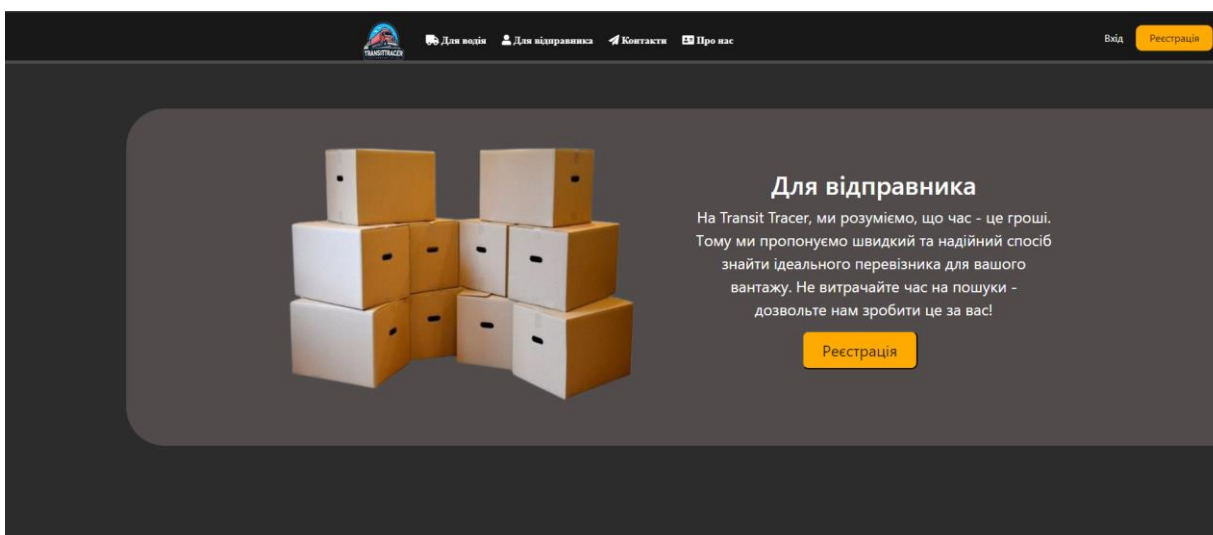 TRANSITTRACER
Для водія Для відправника Контакти Про нас
Вхід Реєстрація
Для відправника
На Transit Tracer, ми розуміємо, що час - це гроші.
Тому ми пропонуємо швидкий та надійний спосіб
знайти ідеального перевізника для вашого
вантажу. Не витрачайте час на пошуки -
дозвольте нам зробити це за вас!
Реєстрація